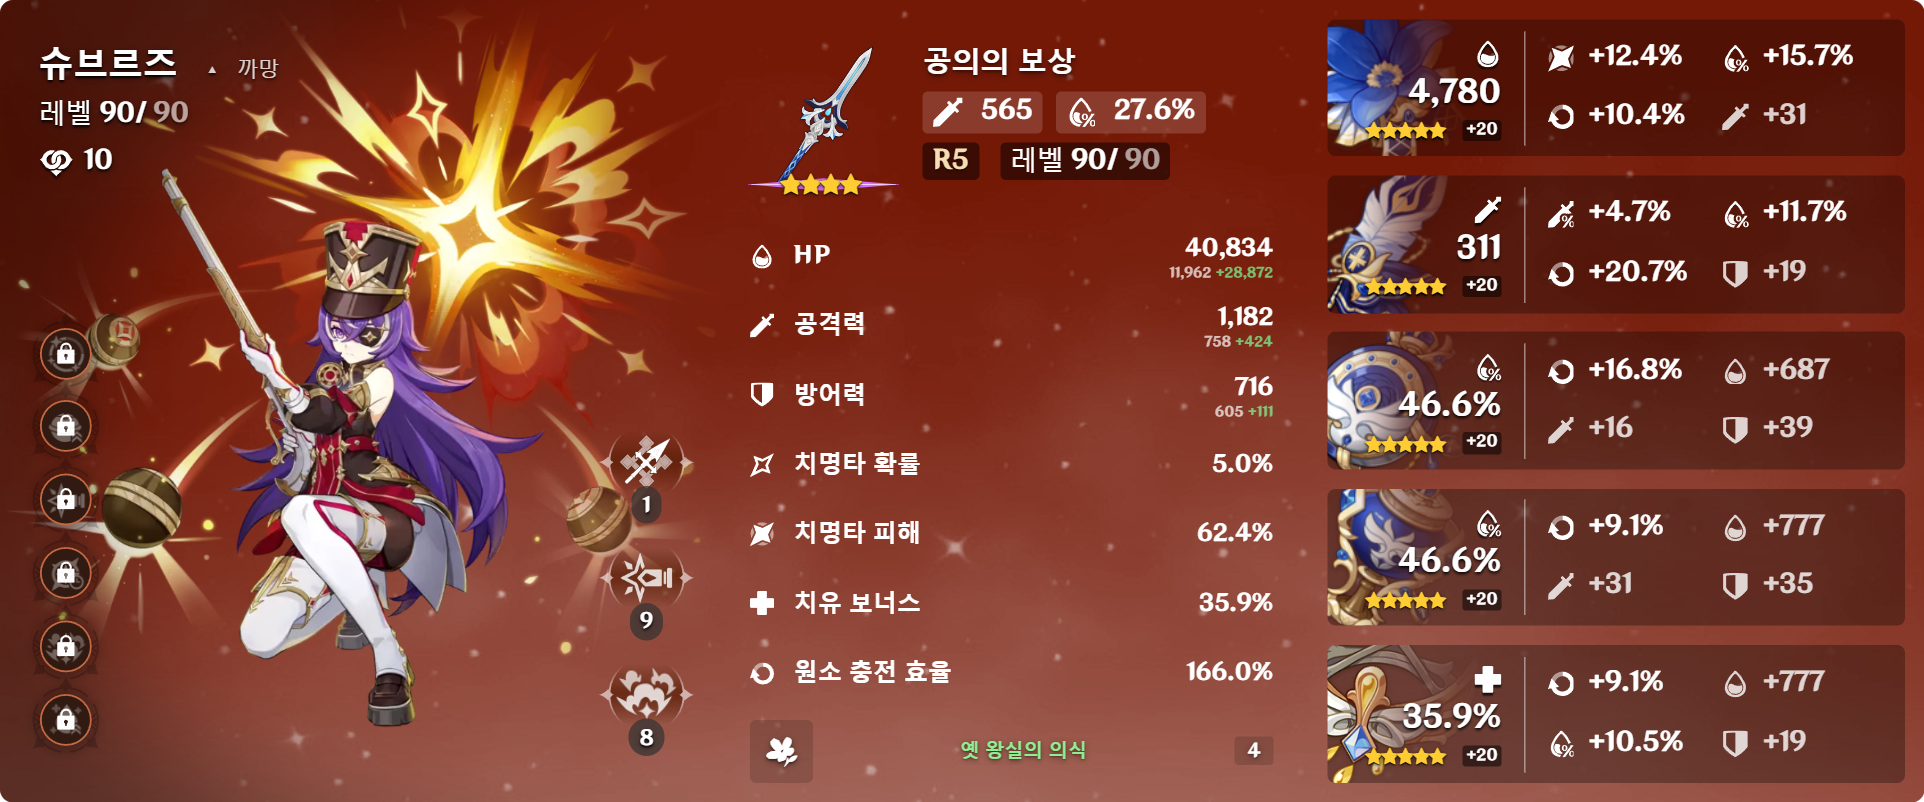 슈브르즈 ▲ 까망
레벨 90/ 90
10
1
9
8
공의의 보상
565 27.6%
R5 레벨 90/ 90
HP 40,834
11,962 +28,872
공격력 1,182
758 +424
방어력 716
605 +111
치명타 확률 5.0%
치명타 피해 62.4%
치유 보너스 35.9%
원소 충전 효율 166.0%
옛 왕실의 의식 4
4,780
+20
+12.4% +15.7%
+10.4% +31
311
+20
+4.7% +11.7%
+20.7% +19
46.6%
+20
+16.8% +687
+16 +39
46.6%
+20
+9.1% +777
+31 +35
35.9%
+20
+9.1% +777
+10.5% +19